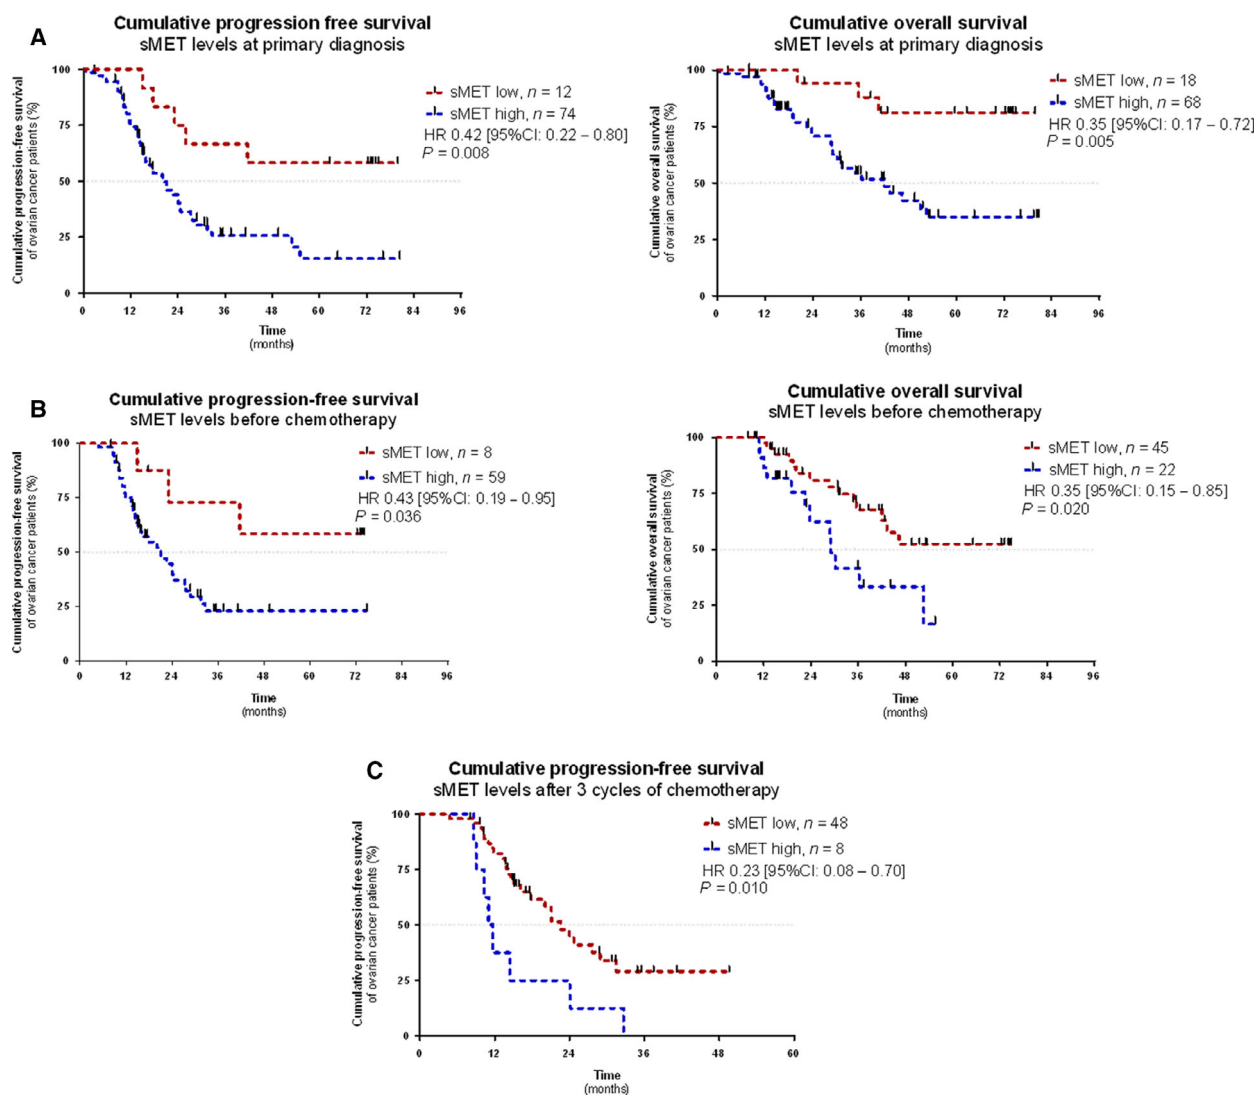 A
Cumulative progression free survival
sMET levels at primary diagnosis
Cumulative progression-free survival
of ovarian cancer patients (%)
100
75
50
25
0
0 12 24 36 48 60 72 84 96
Time
(months)
sMET low, n = 12
sMET high, n = 74
HR 0.42 [95%CI: 0.22 – 0.80]
P = 0.008
Cumulative overall survival
sMET levels at primary diagnosis
Cumulative overall survival
of ovarian cancer patients (%)
100
75
50
25
0
0 12 24 36 48 60 72 84 96
Time
(months)
sMET low, n = 18
sMET high, n = 68
HR 0.35 [95%CI: 0.17 – 0.72]
P = 0.005
B
Cumulative progression-free survival
sMET levels before chemotherapy
Cumulative progression-free survival
of ovarian cancer patients (%)
100
75
50
25
0
0 12 24 36 48 60 72 84 96
Time
(months)
sMET low, n = 8
sMET high, n = 59
HR 0.43 [95%CI: 0.19 – 0.95]
P = 0.036
Cumulative overall survival
sMET levels before chemotherapy
Cumulative overall survival
of ovarian cancer patients (%)
100
75
50
25
0
0 12 24 36 48 60 72 84 96
Time
(months)
sMET low, n = 45
sMET high, n = 22
HR 0.35 [95%CI: 0.15 – 0.85]
P = 0.020
C
Cumulative progression-free survival
sMET levels after 3 cycles of chemotherapy
Cumulative progression-free survival
of ovarian cancer patients (%)
100
75
50
25
0
0 12 24 36 48 60
Time
(months)
sMET low, n = 48
sMET high, n = 8
HR 0.23 [95%CI: 0.08 – 0.70]
P = 0.010